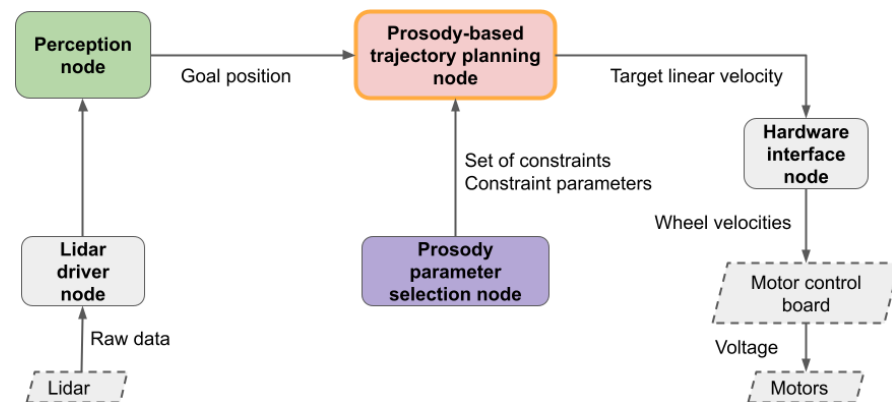 Perception
node
Goal position
Prosody-based
trajectory planning
node
Target linear velocity
Hardware
interface
node
Set of constraints
Constraint parameters
Wheel velocities
Lidar
driver
node
Prosody
parameter
selection node
Motor control
board
Raw data
Voltage
Lidar
Motors